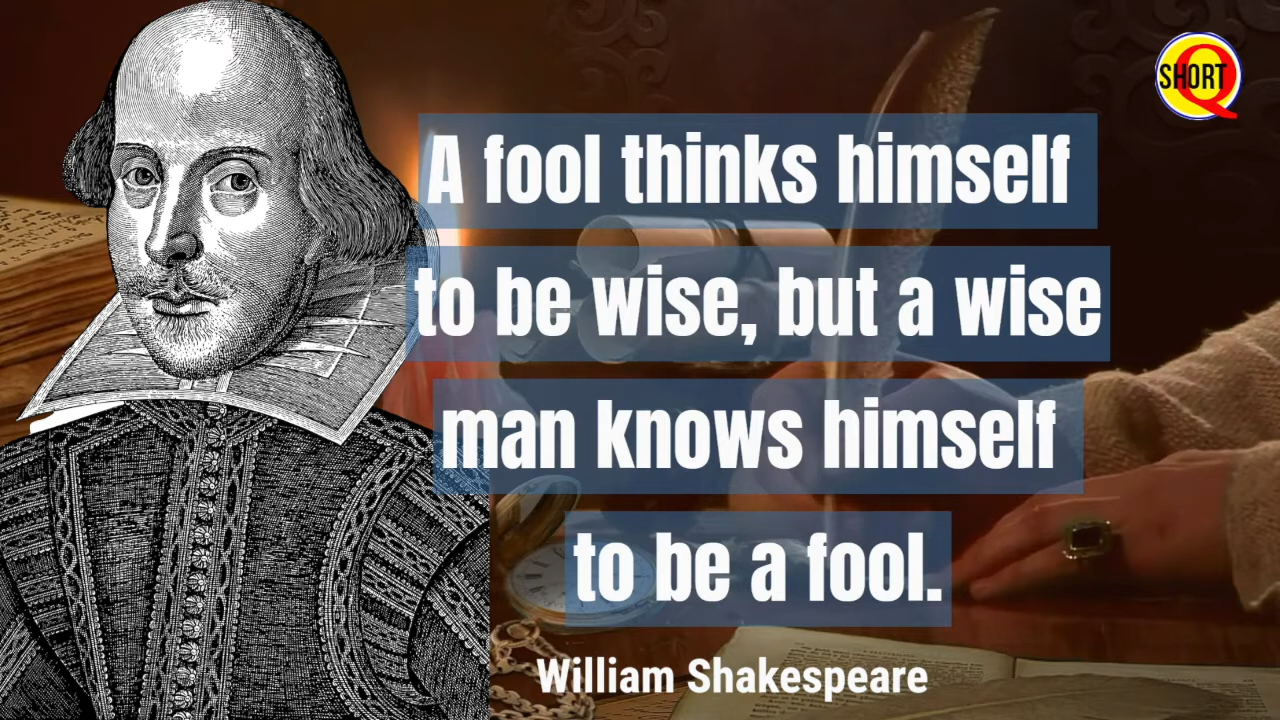 SHORT Q
A fool thinks himself
to be wise, but a wise
man knows himself
to be a fool.
William Shakespeare